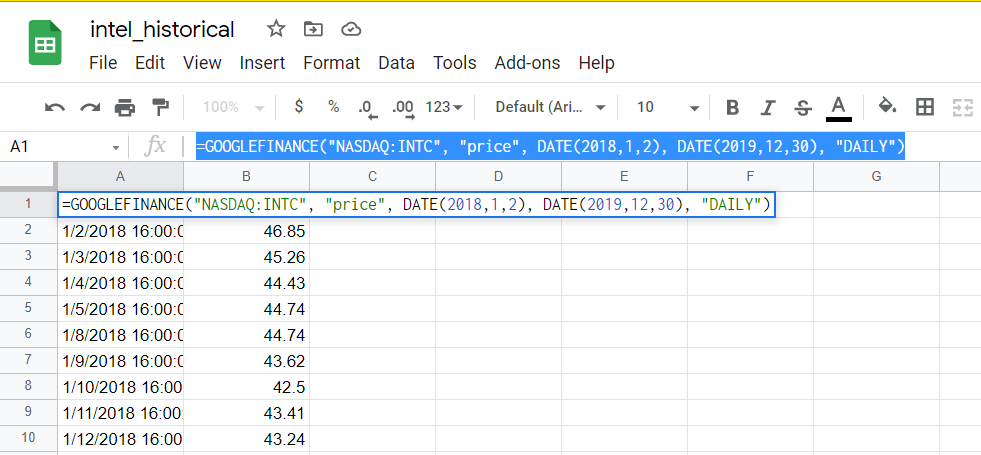 intel_historical
File Edit View Insert Format Data Tools Add-ons Help
100% $ % .0 .00 123 Default (Ari... 10 B I S A
A1 fx =GOOGLEFINANCE("NASDAQ:INTC", "price", DATE(2018,1,2), DATE(2019,12,30), "DAILY")
A B C D E F G
1 =GOOGLEFINANCE("NASDAQ:INTC", "price", DATE(2018,1,2), DATE(2019,12,30), "DAILY")
2 1/2/2018 16:00:0 46.85
3 1/3/2018 16:00:0 45.26
4 1/4/2018 16:00:0 44.43
5 1/5/2018 16:00:0 44.74
6 1/8/2018 16:00:0 44.74
7 1/9/2018 16:00:0 43.62
8 1/10/2018 16:00 42.5
9 1/11/2018 16:00: 43.41
10 1/12/2018 16:00 43.24